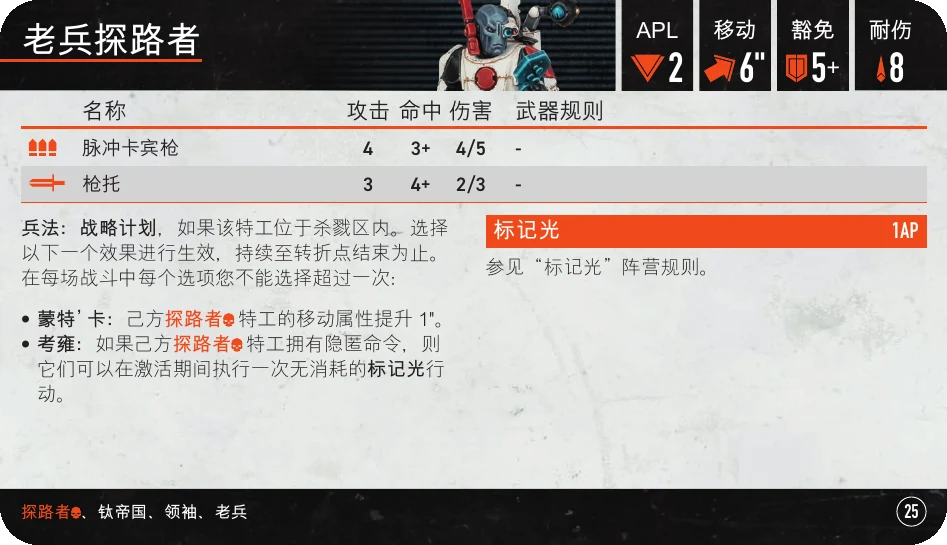 老兵探路者
APL 移动 豁免 耐伤
2 6" 5+ 8
名称 攻击 命中 伤害 武器规则
脉冲卡宾枪 4 3+ 4/5 -
枪托 3 4+ 2/3 -
兵法：战略计划，如果该特工位于杀戮区内。选择
以下一个效果进行生效，持续至转折点结束为止。
在每场战斗中每个选项您不能选择超过一次:
• 蒙特’卡：己方探路者特工的移动属性提升 1"。
• 考雍：如果己方探路者特工拥有隐匿命令，则
它们可以在激活期间执行一次无消耗的标记光行
动。
标记光 1AP
参见“标记光”阵营规则。
探路者、钛帝国、领袖、老兵
25